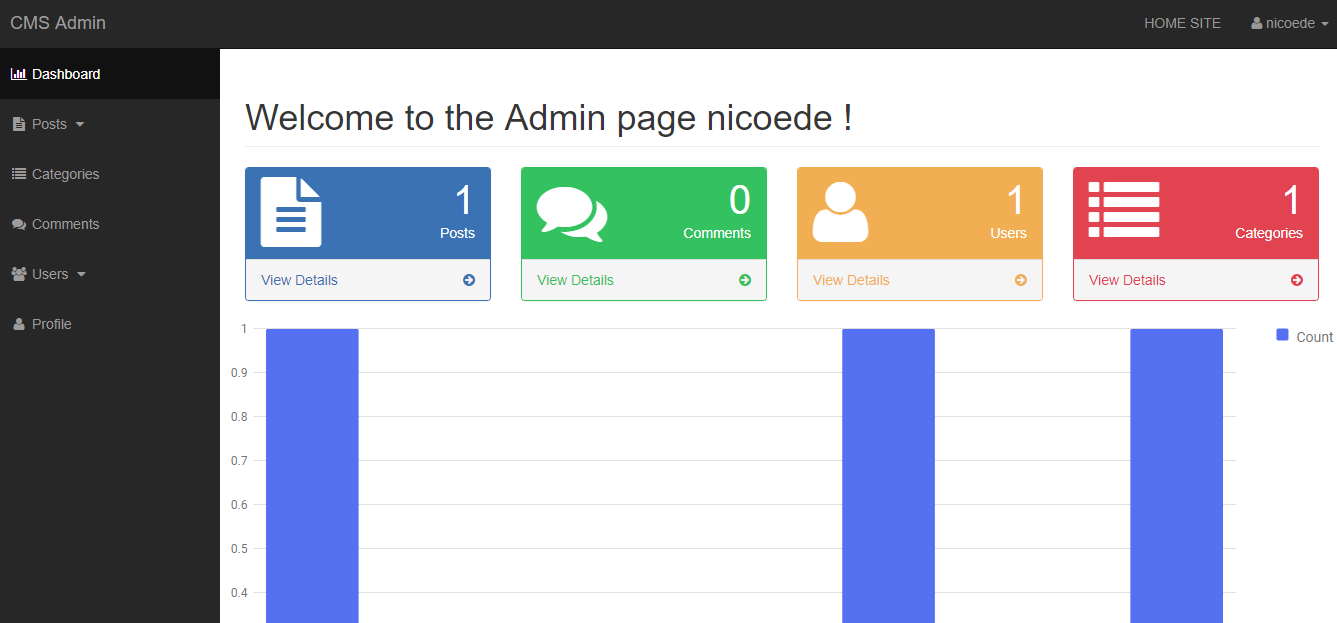 CMS Admin
HOME SITE
nicoede
Dashboard
Posts
Categories
Comments
Users
Profile
Welcome to the Admin page nicoede !
1
Posts
View Details
0
Comments
View Details
1
Users
View Details
1
Categories
View Details
1
0.9
0.8
0.7
0.6
0.5
0.4
Count